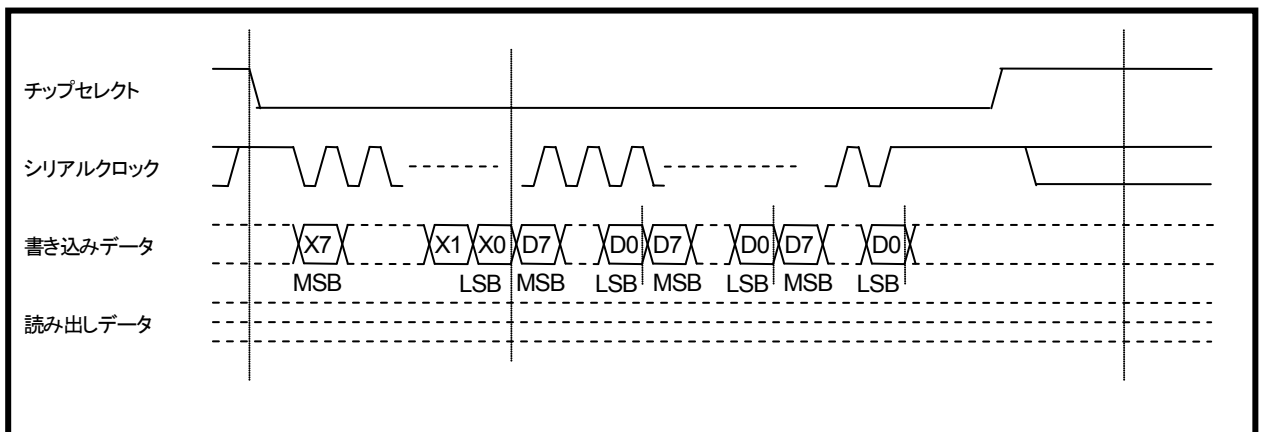 チップセレクト
シリアルクロック
書き込みデータ
X7 X1 X0 D7 D0 D7 D0 D7 D0
MSB LSB MSB LSB MSB LSB MSB LSB
読み出しデータ